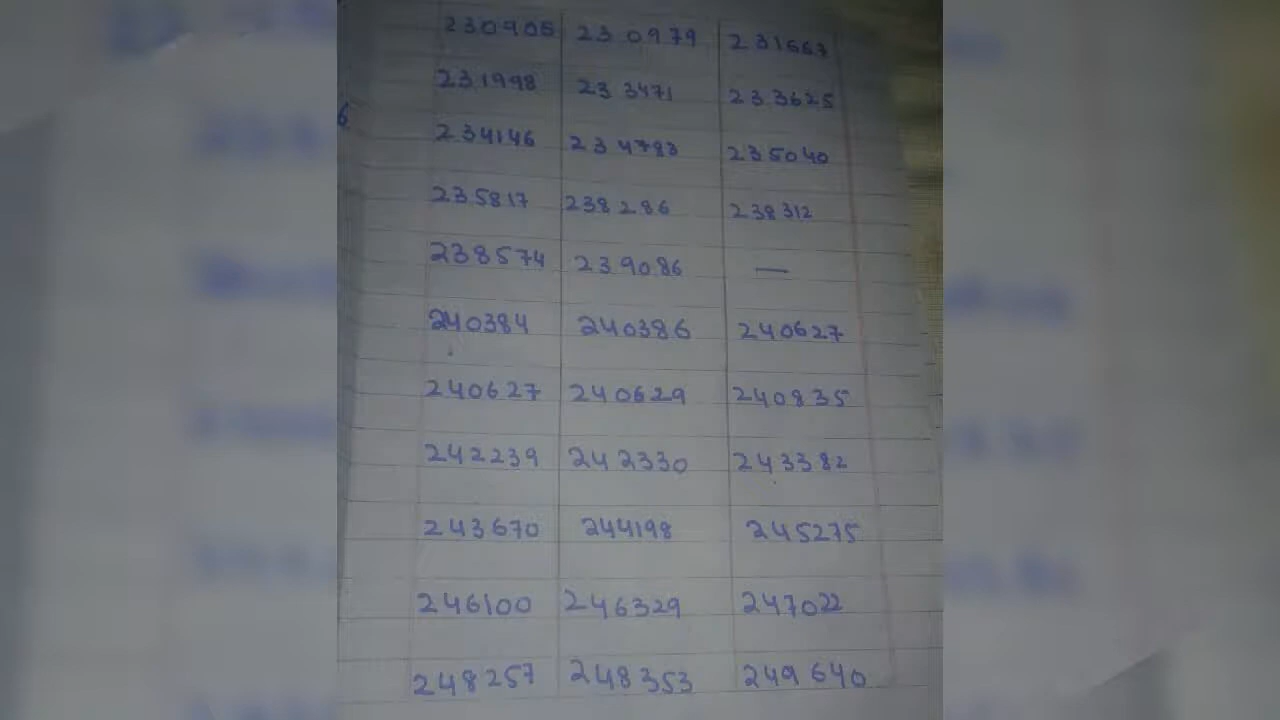 230905 230979 231667
231998 233471 233625
234146 234783 235040
235817 238286 238312
238574 239086 —
240384 240386 240627
240627 240629 240835
242239 242330 243382
243670 244198 245275
246100 246329 247022
248257 248353 249640